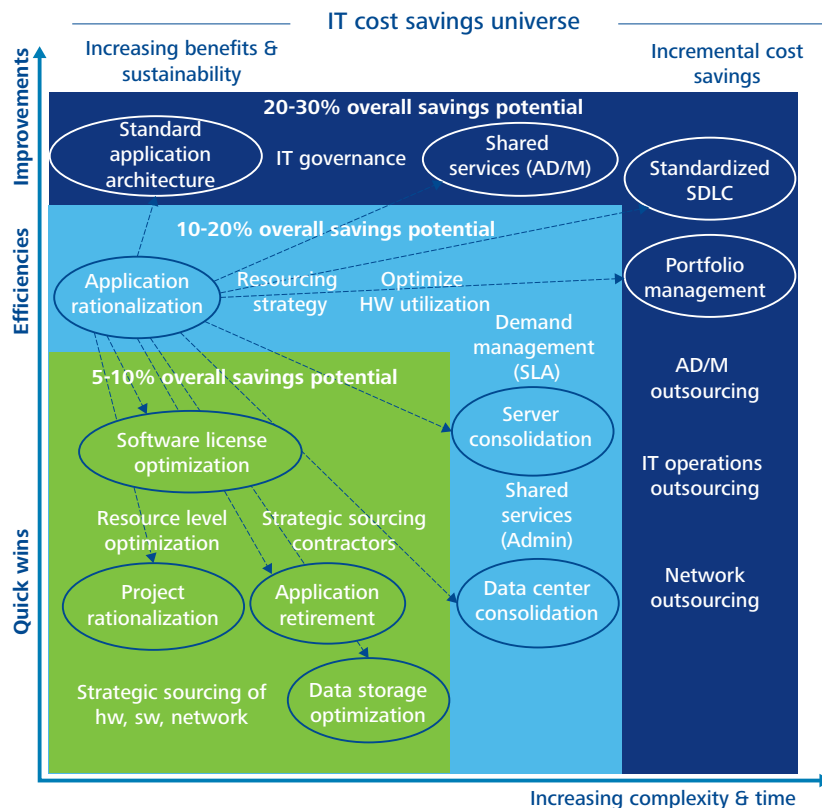 IT cost savings universe
Increasing benefits &
sustainability
Incremental cost
savings
Improvements
Efficiencies
Quick wins
20-30% overall savings potential
Standard
application
architecture
IT governance
Shared
services (AD/M)
Standardized
SDLC
10-20% overall savings potential
Application
rationalization
Resourcing
strategy
Optimize
HW utilization
Portfolio
management
Demand
management
(SLA)
AD/M
outsourcing
5-10% overall savings potential
Software license
optimization
Server
consolidation
IT operations
outsourcing
Resource level
optimization
Strategic sourcing
contractors
Shared
services
(Admin)
Project
rationalization
Application
retirement
Data center
consolidation
Network
outsourcing
Strategic sourcing of
hw, sw, network
Data storage
optimization
Increasing complexity & time